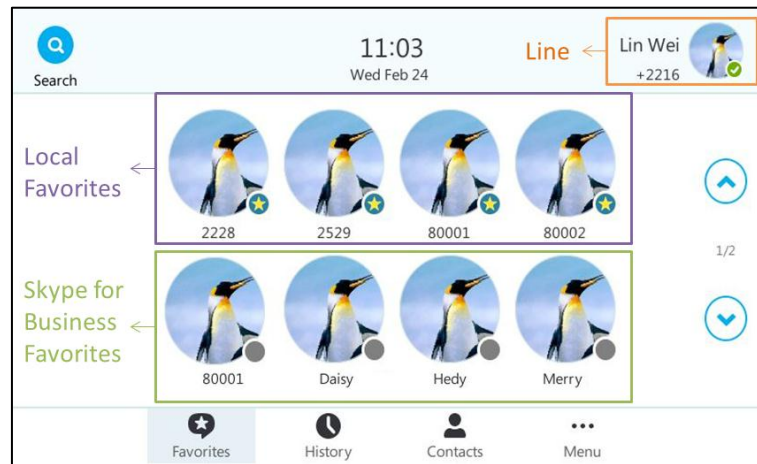 11:03
Wed Feb 24
Search
Line
Lin Wei
+2216
Local
Favorites
2228 2529 80001 80002
1/2
Skype for
Business
Favorites
80001 Daisy Hedy Merry
Favorites History Contacts Menu